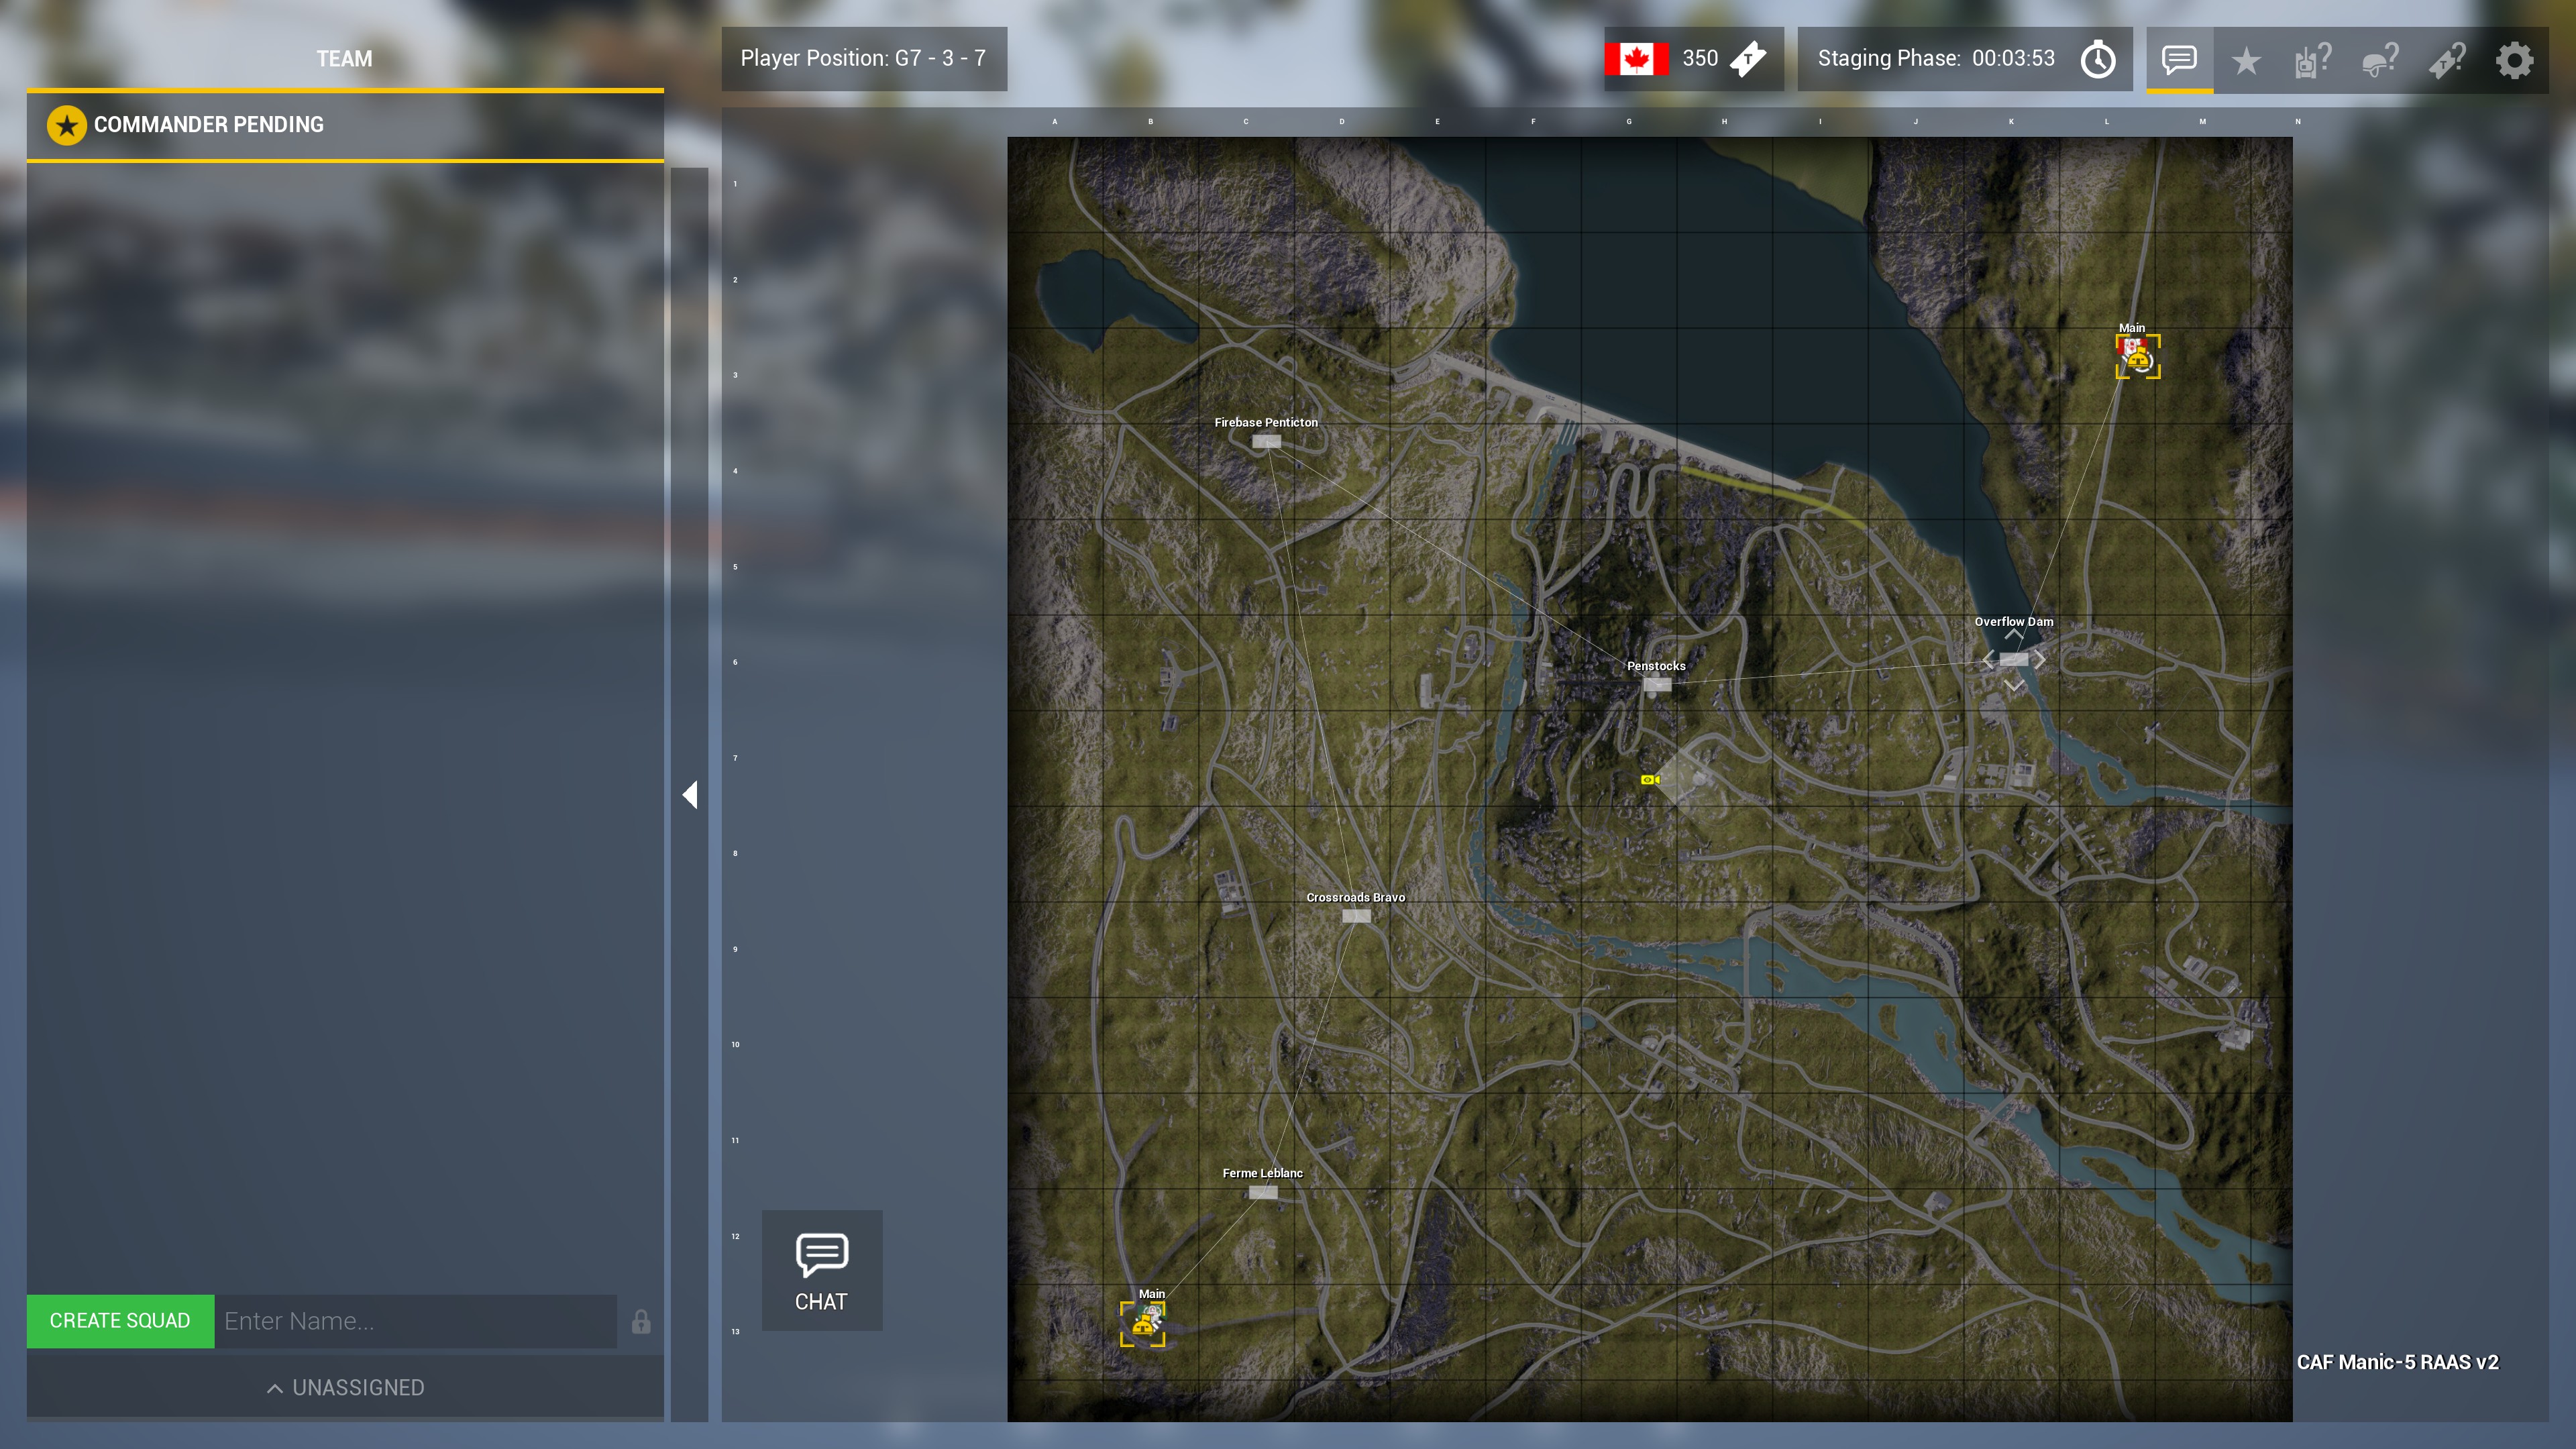 TEAM
Player Position: G7 - 3 - 7
350
T
Staging Phase: 00:03:53
COMMANDER PENDING
A B C D E F G H I J K L M N
1
2
3
4
5
6
7
8
9
10
11
12
13
Main
Firebase Penticton
Overflow Dam
Penstocks
Crossroads Bravo
Ferme Leblanc
Main
CHAT
CREATE SQUAD
Enter Name...
UNASSIGNED
CAF Manic-5 RAAS v2